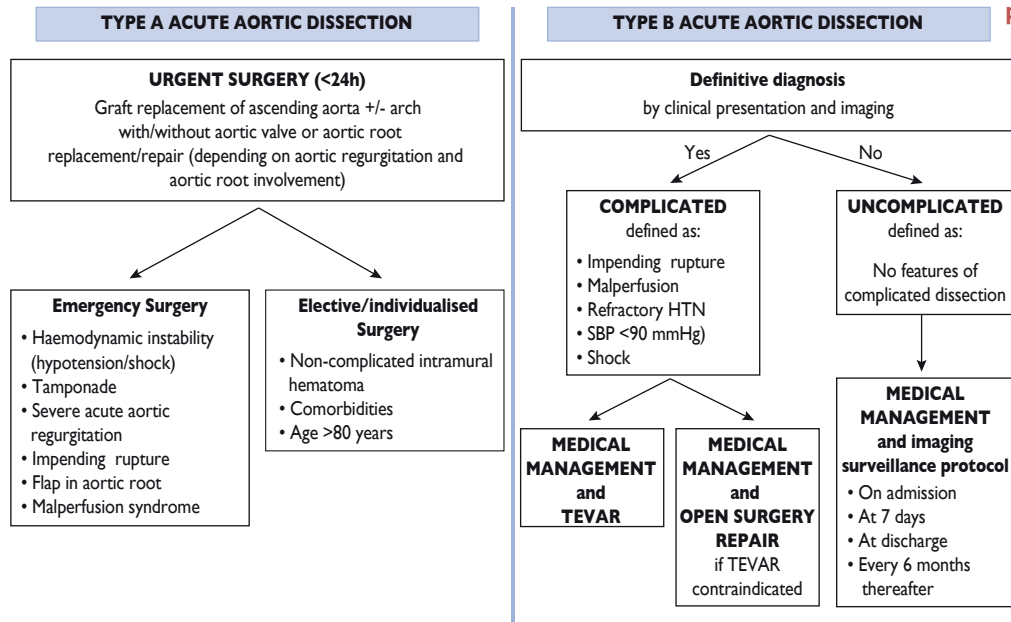 TYPE A ACUTE AORTIC DISSECTION
URGENT SURGERY (<24h)
Graft replacement of ascending aorta +/- arch
with/without aortic valve or aortic root
replacement/repair (depending on aortic regurgitation and
aortic root involvement)
Emergency Surgery
• Haemodynamic instability
(hypotension/shock)
• Tamponade
• Severe acute aortic
regurgitation
• Impending rupture
• Flap in aortic root
• Malperfusion syndrome
Elective/individualised
Surgery
• Non-complicated intramural
hematoma
• Comorbidities
• Age >80 years
TYPE B ACUTE AORTIC DISSECTION
Definitive diagnosis
by clinical presentation and imaging
Yes
No
COMPLICATED
defined as:
• Impending rupture
• Malperfusion
• Refractory HTN
• SBP <90 mmHg)
• Shock
UNCOMPLICATED
defined as:
No features of
complicated dissection
MEDICAL
MANAGEMENT
and
TEVAR
MEDICAL
MANAGEMENT
and
OPEN SURGERY
REPAIR
if TEVAR
contraindicated
MEDICAL
MANAGEMENT
and imaging
surveillance protocol
• On admission
• At 7 days
• At discharge
• Every 6 months
thereafter